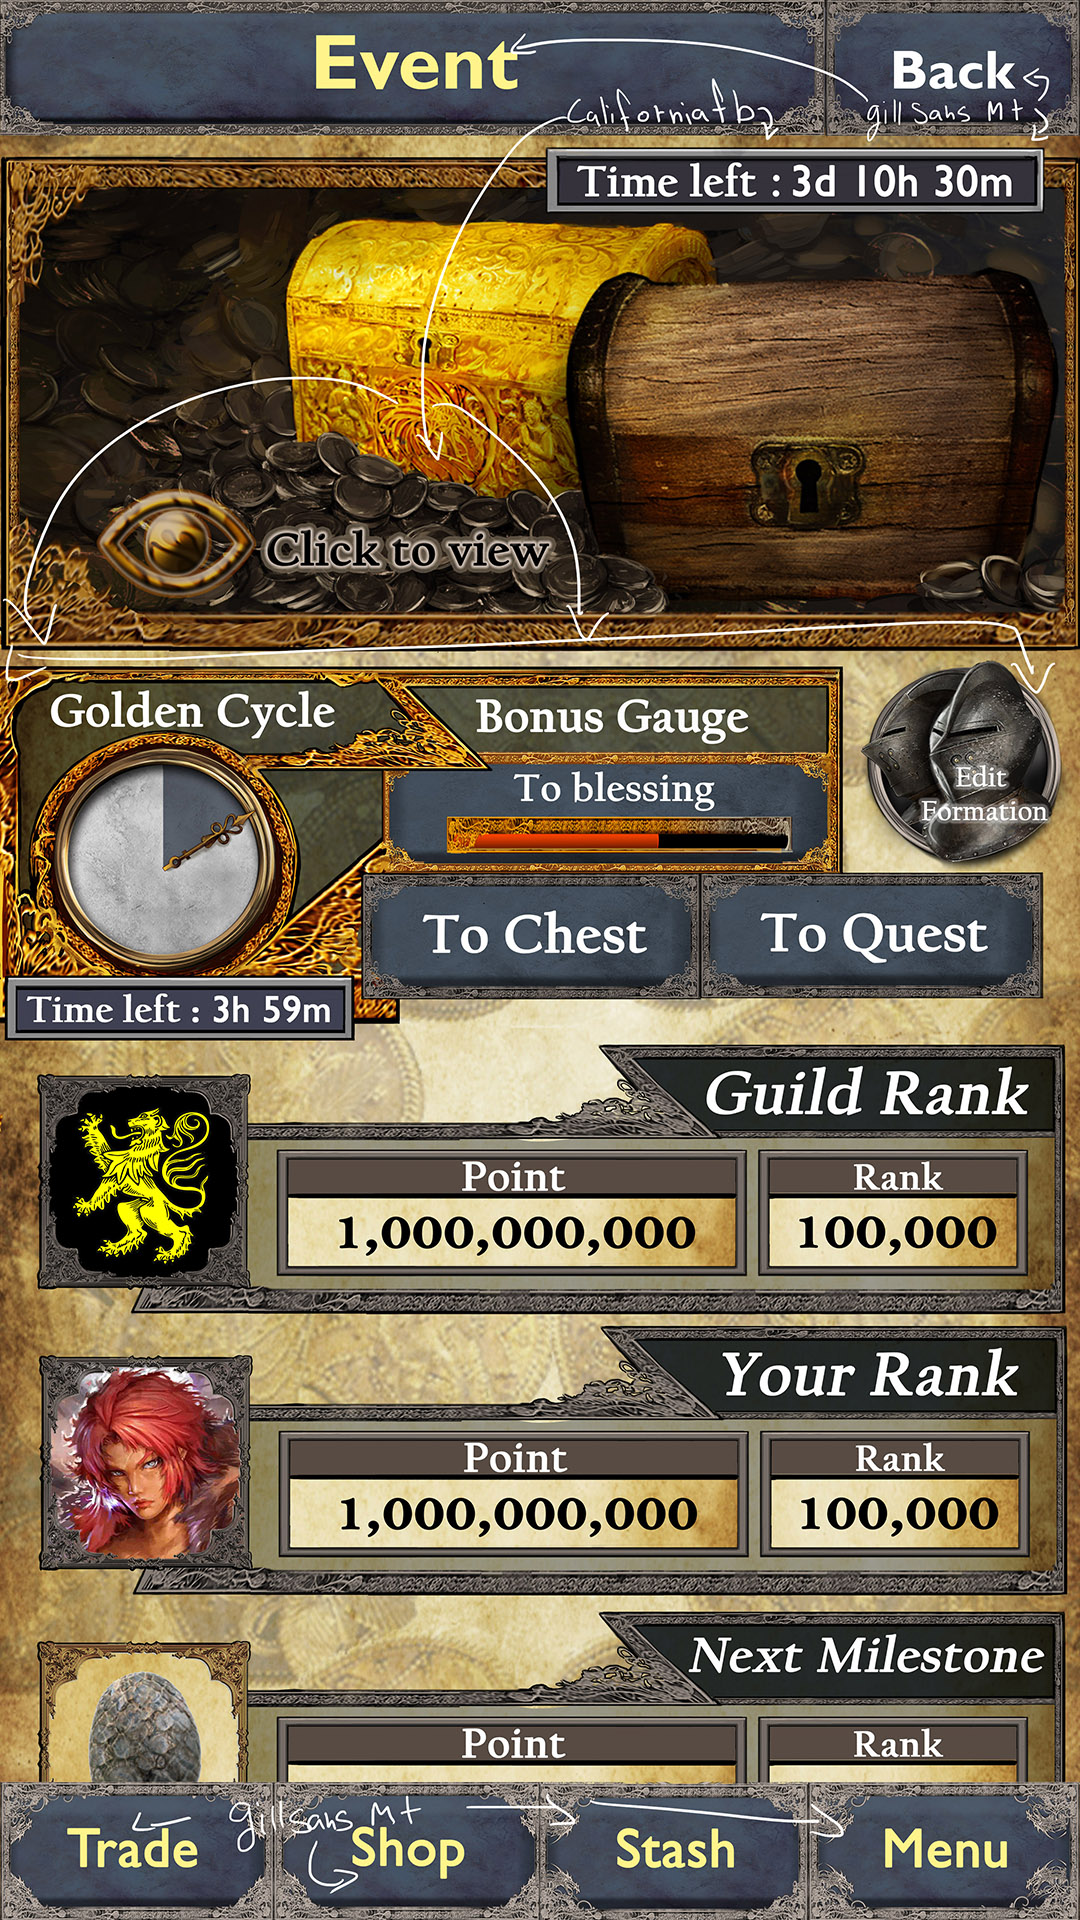 Event
Back
Californiafb
gill Sans Mt
Time left : 3d 10h 30m
Click to view
Golden Cycle
Bonus Gauge
To blessing
Edit
Formation
To Chest
To Quest
Time left : 3h 59m
Guild Rank
Point
Rank
1,000,000,000
100,000
Your Rank
Point
Rank
1,000,000,000
100,000
Next Milestone
Point
Rank
gillsans Mt
Trade
Shop
Stash
Menu